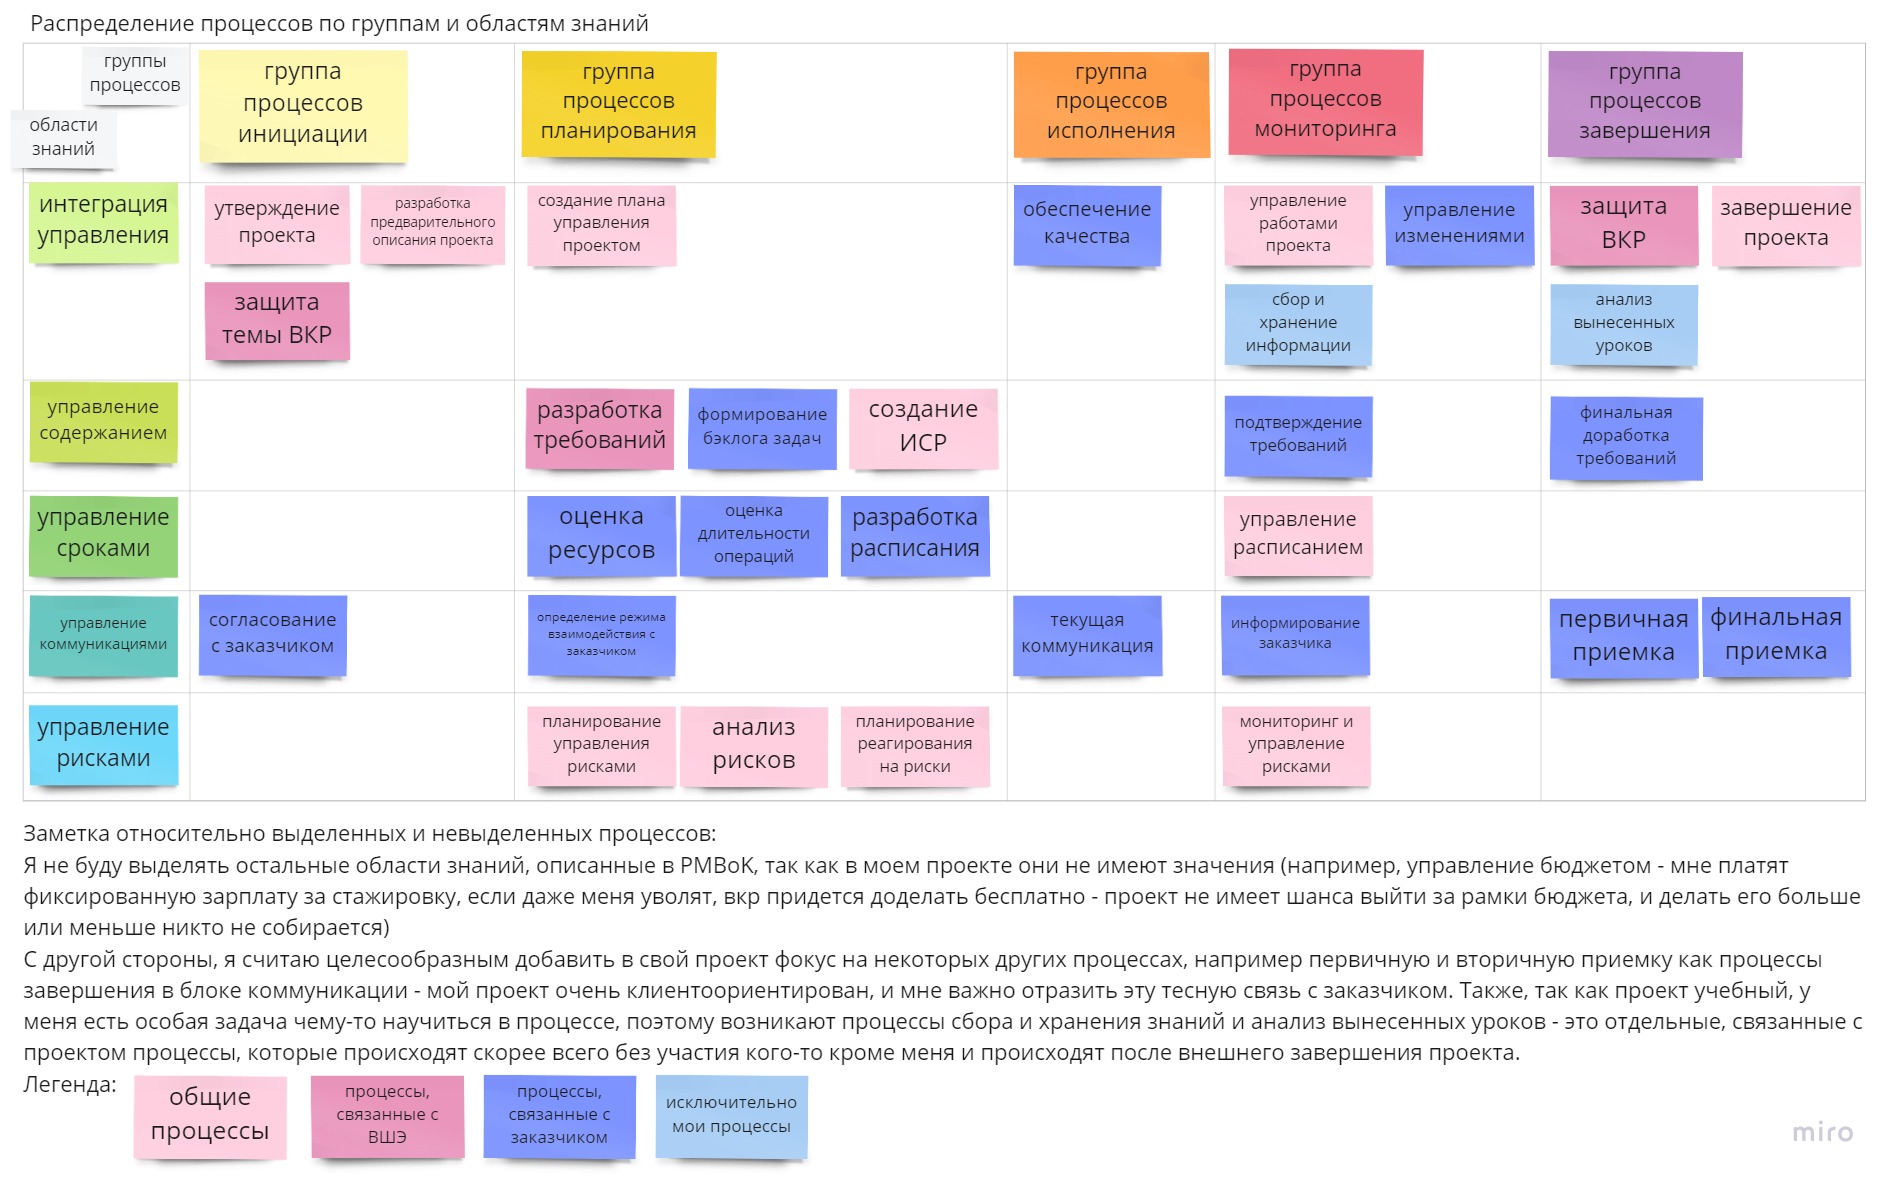 Распределение процессов по группам и областям знаний
группы
процессов
области
знаний
группа
процессов
инициации
группа
процессов
планирования
группа
процессов
исполнения
группа
процессов
мониторинга
группа
процессов
завершения
интеграция
управления
утверждение
проекта
разработка
предварительного
описания проекта
защита
темы ВКР
создание плана
управления
проектом
обеспечение
качества
управление
работами
проекта
управление
изменениями
сбор и
хранение
информации
защита
ВКР
завершение
проекта
анализ
вынесенных
уроков
управление
содержанием
разработка
требований
формирование
бэклога задач
создание
ИСР
подтверждение
требований
финальная
доработка
требований
управление
сроками
оценка
ресурсов
оценка
длительности
операций
разработка
расписания
управление
расписанием
управление
коммуникациями
согласование
с заказчиком
определение режима
взаимодействия с
заказчиком
текущая
коммуникация
информирование
заказчика
первичная
приемка
финальная
приемка
управление
рисками
планирование
управления
рисками
анализ
рисков
планирование
реагирования
на риски
мониторинг и
управление
рисками
Заметка относительно выделенных и невыделенных процессов:
Я не буду выделять остальные области знаний, описанные в PMBoK, так как в моем проекте они не имеют значения (например, управление бюджетом - мне платят
фиксированную зарплату за стажировку, если даже меня уволят, вкр придется доделать бесплатно - проект не имеет шанса выйти за рамки бюджета, и делать его больше
или меньше никто не собирается)
С другой стороны, я считаю целесообразным добавить в свой проект фокус на некоторых других процессах, например первичную и вторичную приемку как процессы
завершения в блоке коммуникации - мой проект очень клиентоориентирован, и мне важно отразить эту тесную связь с заказчиком. Также, так как проект учебный, у
меня есть особая задача чему-то научиться в процессе, поэтому возникают процессы сбора и хранения знаний и анализ вынесенных уроков - это отдельные, связанные с
проектом процессы, которые происходят скорее всего без участия кого-то кроме меня и происходят после внешнего завершения проекта.
Легенда:
общие
процессы
процессы,
связанные с
ВШЭ
процессы,
связанные с
заказчиком
исключительно
мои процессы
miro